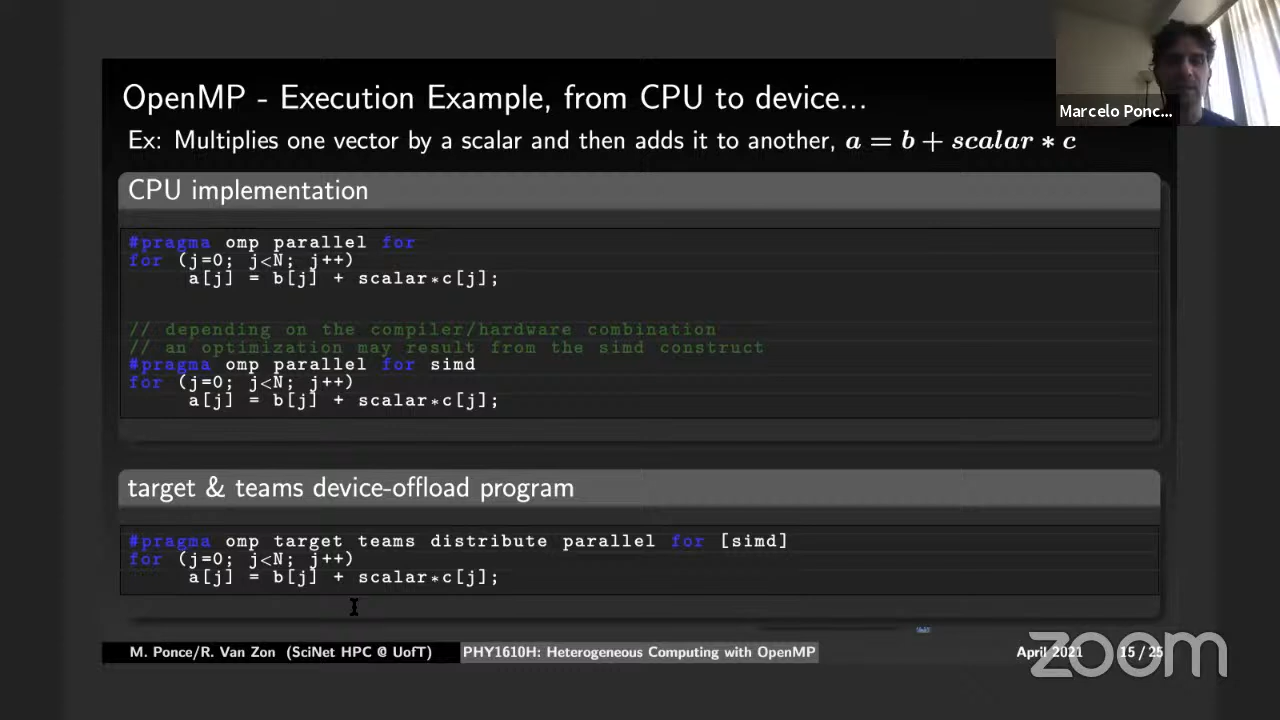 OpenMP - Execution Example, from CPU to device...
Marcelo Ponc...
Ex: Multiplies one vector by a scalar and then adds it to another, a = b + scalar * c
CPU implementation
#pragma omp parallel for
for (j=0; j<N; j++)
a[j] = b[j] + scalar*c[j];
// depending on the compiler/hardware combination
// an optimization may result from the simd construct
#pragma omp parallel for simd
for (j=0; j<N; j++)
a[j] = b[j] + scalar*c[j];
target & teams device-offload program
#pragma omp target teams distribute parallel for [simd]
for (j=0; j<N; j++)
a[j] = b[j] + scalar*c[j];
M. Ponce/R. Van Zon (SciNet HPC @ UofT) PHY1610H: Heterogeneous Computing with OpenMP April 2021 15 / 25
zoom